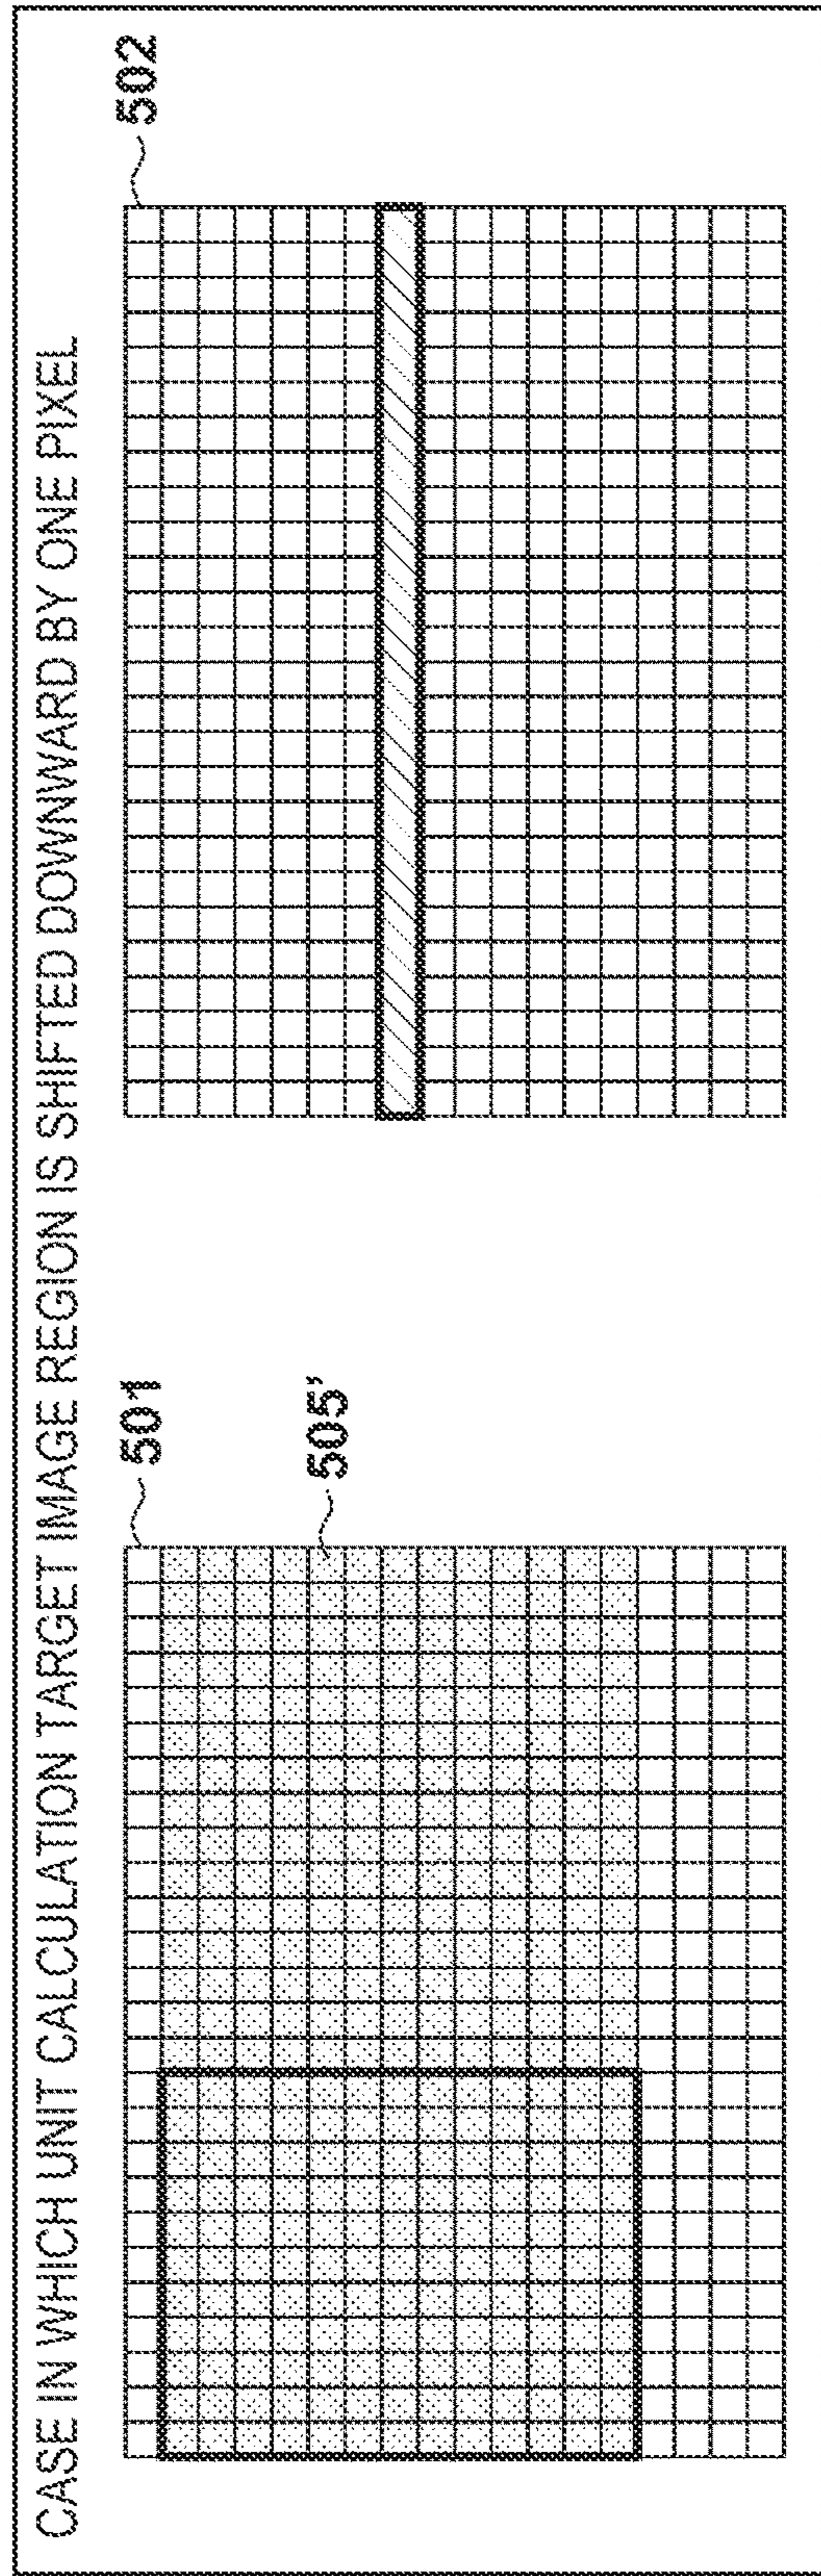 CASE IN WHICH UNIT CALCULATION TARGET IMAGE REGION IS SHIFTED DOWNWARD BY ONE PIXEL
501
505'
502